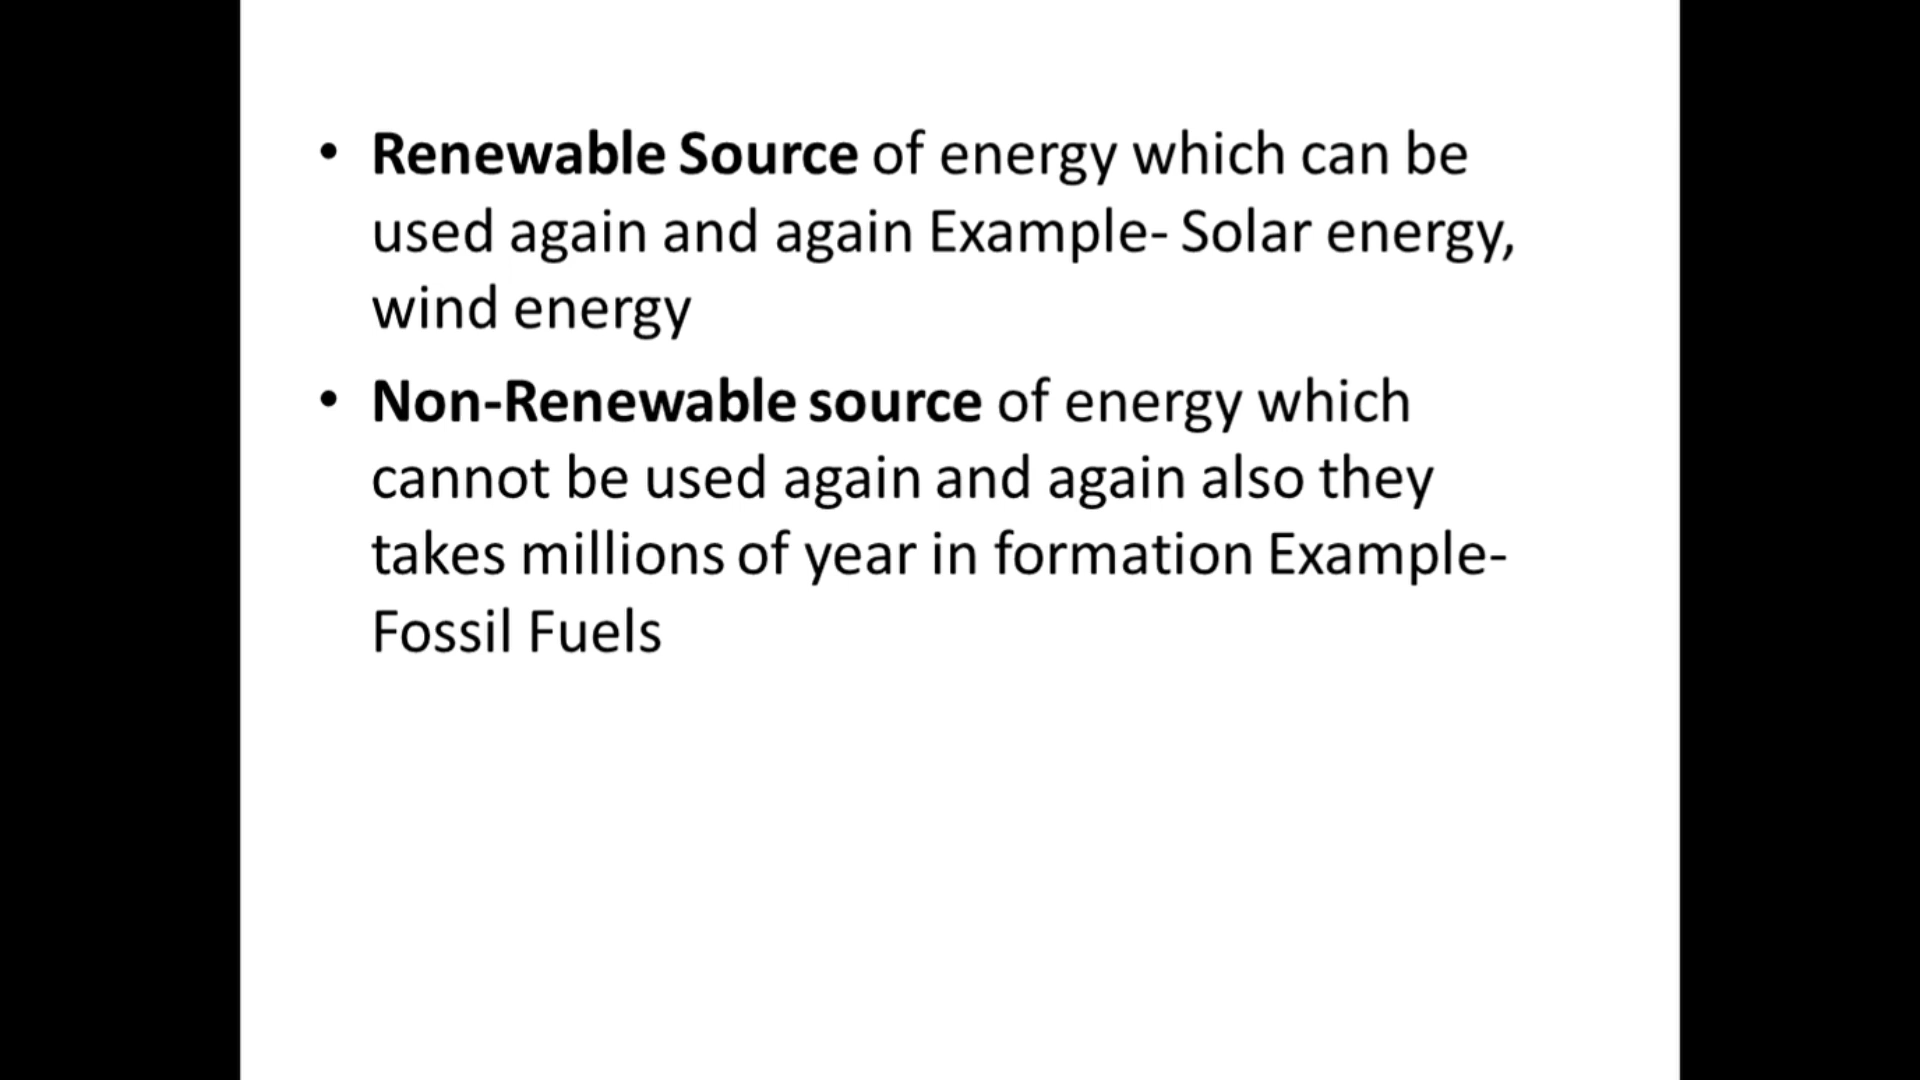 • Renewable Source of energy which can be
used again and again Example- Solar energy,
wind energy
• Non-Renewable source of energy which
cannot be used again and again also they
takes millions of year in formation Example-
Fossil Fuels